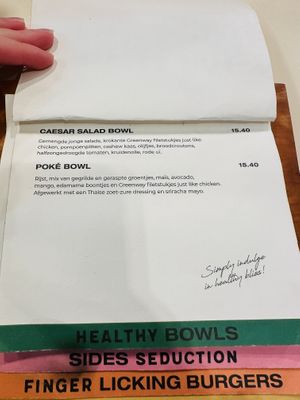 CAESAR SALAD BOWL 15.40
Gemengde jonge salade, krokante Greenway filetstukjes just like
chicken, pompoenpitten, cashew kaas, olijfjes, broodcroutons,
halfzongedroogde tomaten, kruidenolie, rode ui.
POKÉ BOWL 15.40
Rijst, mix van gegrilde en geraspte groentjes, maïs, avocado,
mango, edamame boontjes en Greenway filetstukjes just like chicken.
Afgewerkt met een Thaise zoet-zure dressing en sriracha mayo.
Simply indulge
in healthy bliss!
HEALTHY BOWLS
SIDES SEDUCTION
FINGER LICKING BURGERS